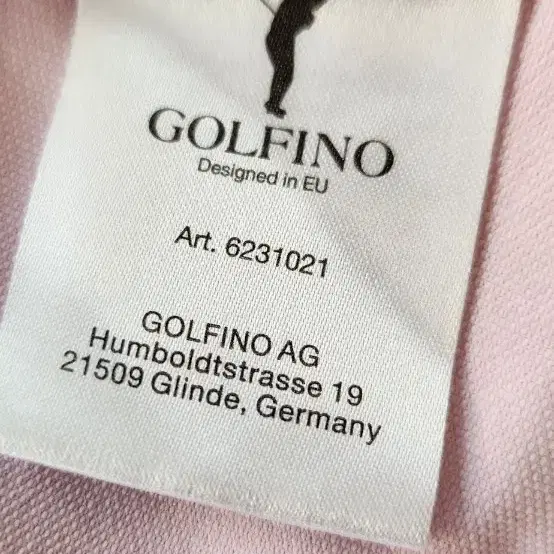 GOLFINO
Designed in EU
Art. 6231021
GOLFINO AG
Humboldtstrasse 19
21509 Glinde, Germany